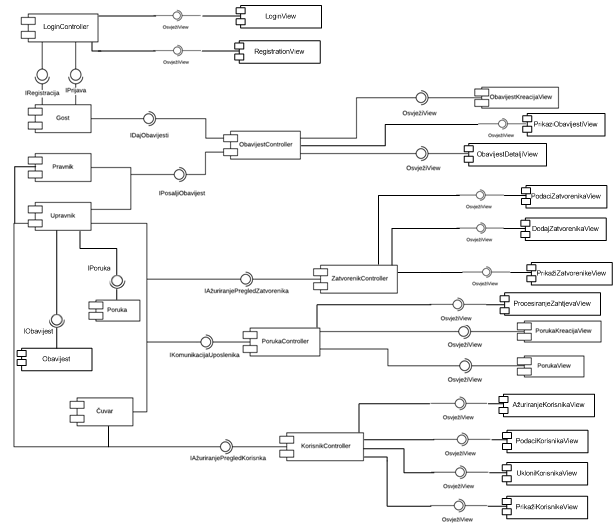 LoginController
OsvježiView
LoginView
OsvježiView
RegistrationView
IRegistracija
IPrijava
Gost
IDajObavijesti
ObavijestController
OsvježiView
ObavijestKreacijaView
OsvježiView
PrikaziObavijestiView
OsvježiView
ObavijestDetaljiView
Pravnik
IPosaljiObavijest
Upravnik
IPoruka
Poruka
IObavijest
Obavijest
IAžuriranjePregledZatvorenika
ZatvorenikController
OsvježiView
PodaciZatvorenikaView
OsvježiView
DodajZatvorenikaView
OsvježiView
PrikažiZatvorenikeView
IKomunikacijaUposlenika
PorukaController
OsvježiView
ProcesiranjeZahtjevaView
OsvježiView
PorukaKreacijaView
OsvježiView
PorukaView
Čuvar
IAžuriranjePregledKorisnka
KorisnikController
OsvježiView
AžuriranjeKorisnikaView
OsvježiView
PodaciKorisnikaView
OsvježiView
UkloniKorisnikaView
OsvježiView
PrikažiKorisnikeView